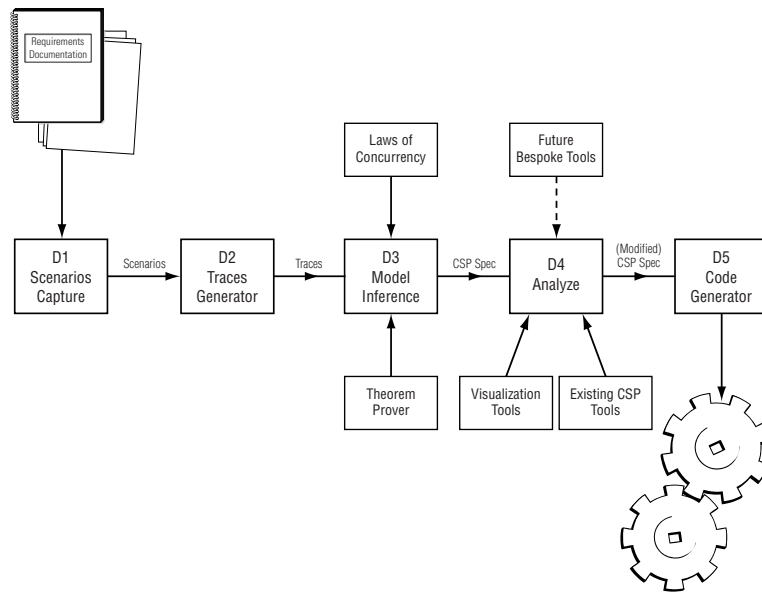 Requirements
Documentation
Laws of
Concurrency
Future
Bespoke Tools
D1
Scenarios
Capture
Scenarios
D2
Traces
Generator
Traces
D3
Model
Inference
CSP Spec
D4
Analyze
(Modified)
CSP Spec
D5
Code
Generator
Theorem
Prover
Visualization
Tools
Existing CSP
Tools